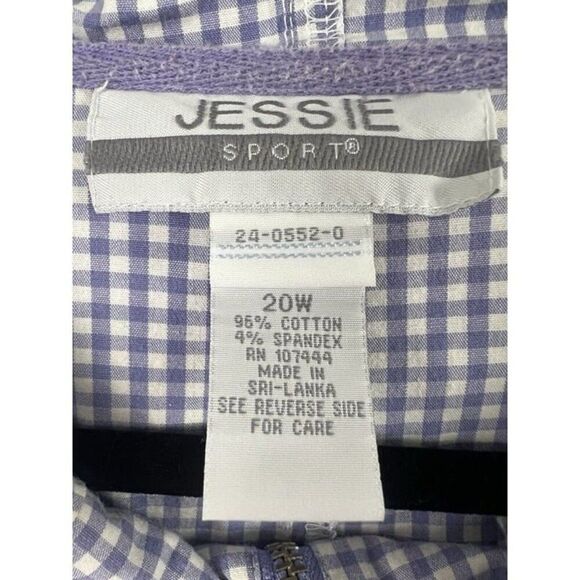 JESSIE
SPORT®
24-0552-0
20W
96% COTTON
4% SPANDEX
RN 107444
MADE IN
SRI-LANKA
SEE REVERSE SIDE
FOR CARE